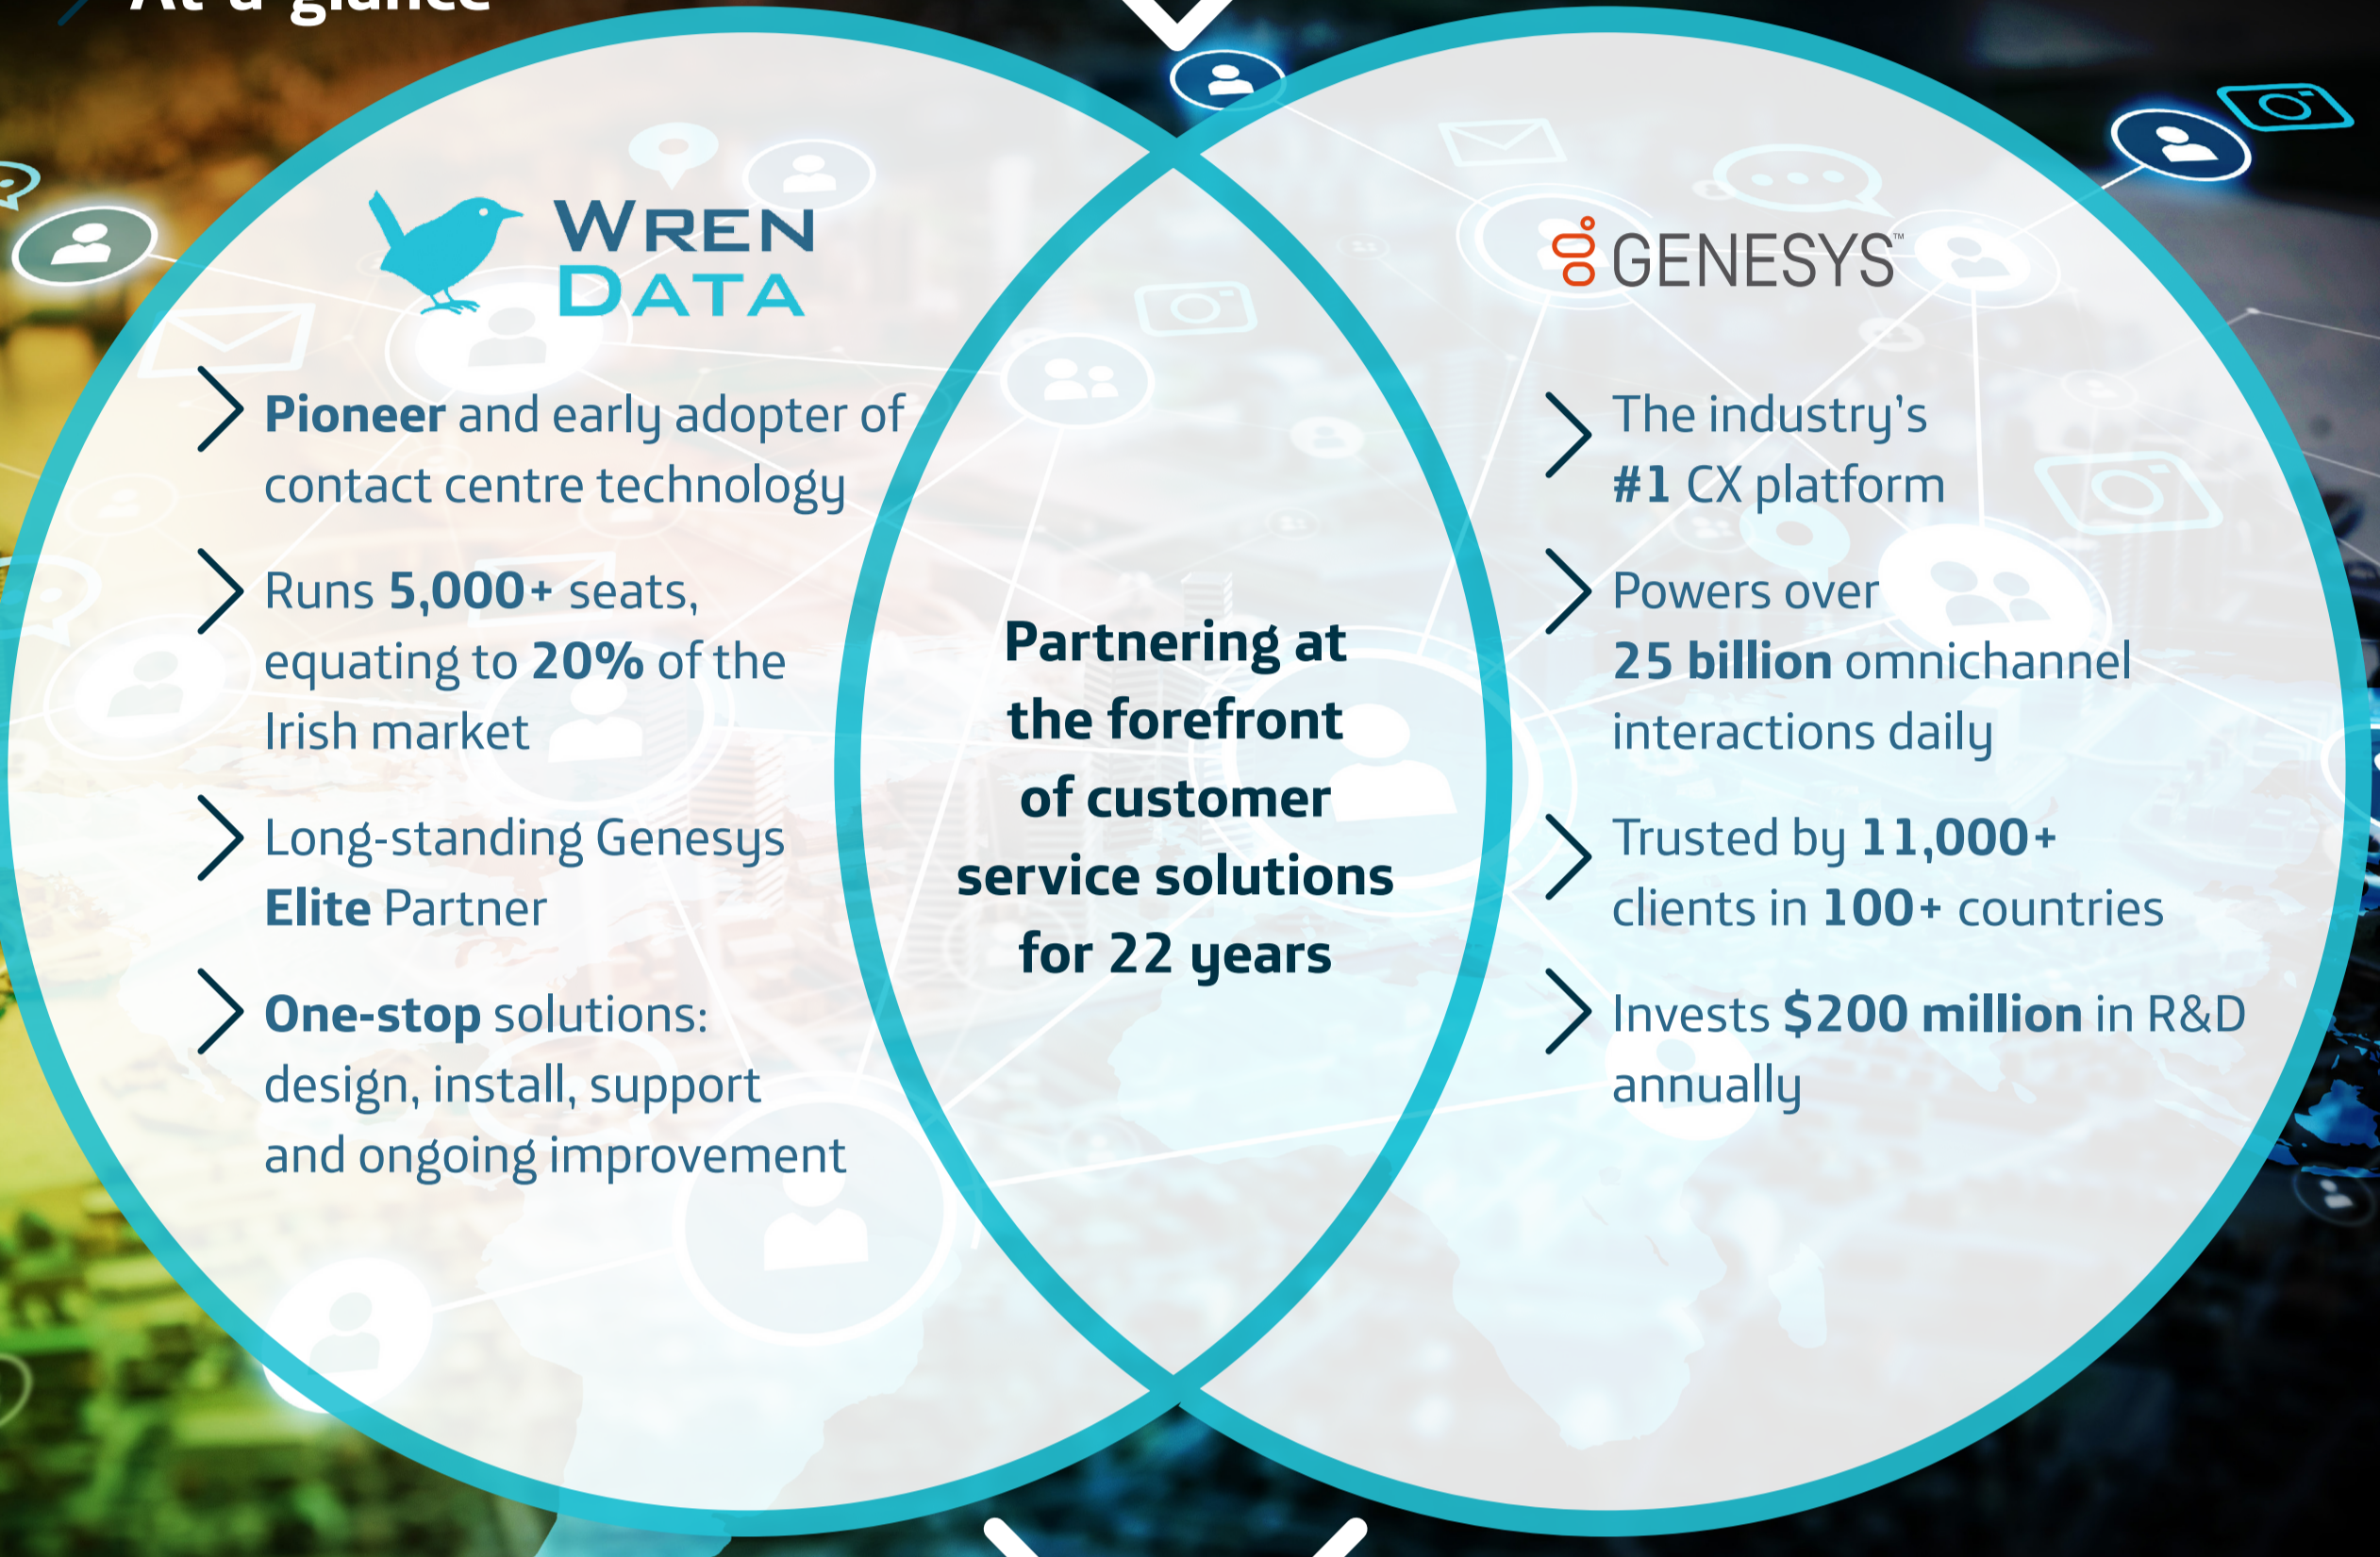 At a glance
WREN
DATA
Pioneer and early adopter of
contact centre technology
Runs 5,000+ seats,
equating to 20% of the
Irish market
Long-standing Genesys
Elite Partner
One-stop solutions:
design, install, support
and ongoing improvement
Partnering at
the forefront
of customer
service solutions
for 22 years
GENESYS™
The industry's
#1 CX platform
Powers over
25 billion omnichannel
interactions daily
Trusted by 11,000+
clients in 100+ countries
Invests $200 million in R&D
annually